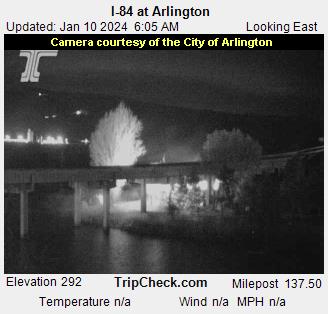 I-84 at Arlington
Updated: Jan 10 2024 6:05 AM Looking East
Camera courtesy of the City of Arlington
Elevation 292 TripCheck.com Milepost 137.50
Temperature n/a Wind n/a MPH n/a